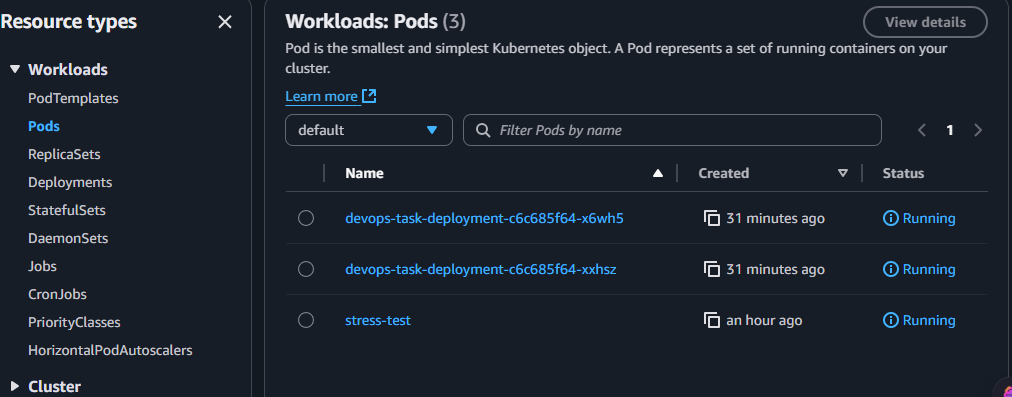 Resource types
Workloads
PodTemplates
Pods
ReplicaSets
Deployments
StatefulSets
DaemonSets
Jobs
CronJobs
PriorityClasses
HorizontalPodAutoscalers
Cluster
Workloads: Pods (3)
View details
Pod is the smallest and simplest Kubernetes object. A Pod represents a set of running containers on your
cluster.
Learn more
default
Filter Pods by name
1
Name Created Status
devops-task-deployment-c6c685f64-x6wh5 31 minutes ago Running
devops-task-deployment-c6c685f64-xxhsz 31 minutes ago Running
stress-test an hour ago Running